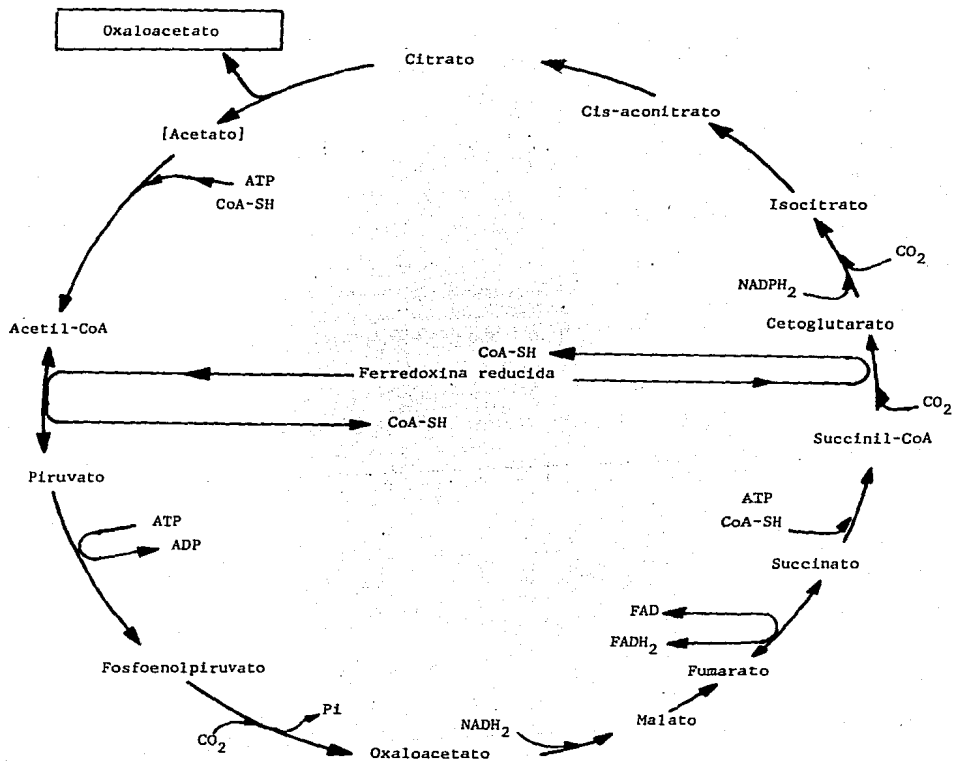 Oxaloacetato
Citrato
Cis-aconitrato
[Acetato]
ATP
CoA-SH
Isocitrato
CO2
NADPH2
Acetil-CoA
Cetoglutarato
CoA-SH
Ferredoxina reducida
CoA-SH
CO2
Succinil-CoA
Piruvato
ATP
ADP
ATP
CoA-SH
Succinato
FAD
FADH2
Fumarato
Fosfoenolpiruvato
Malato
Pi
CO2
NADH2
Oxaloacetato